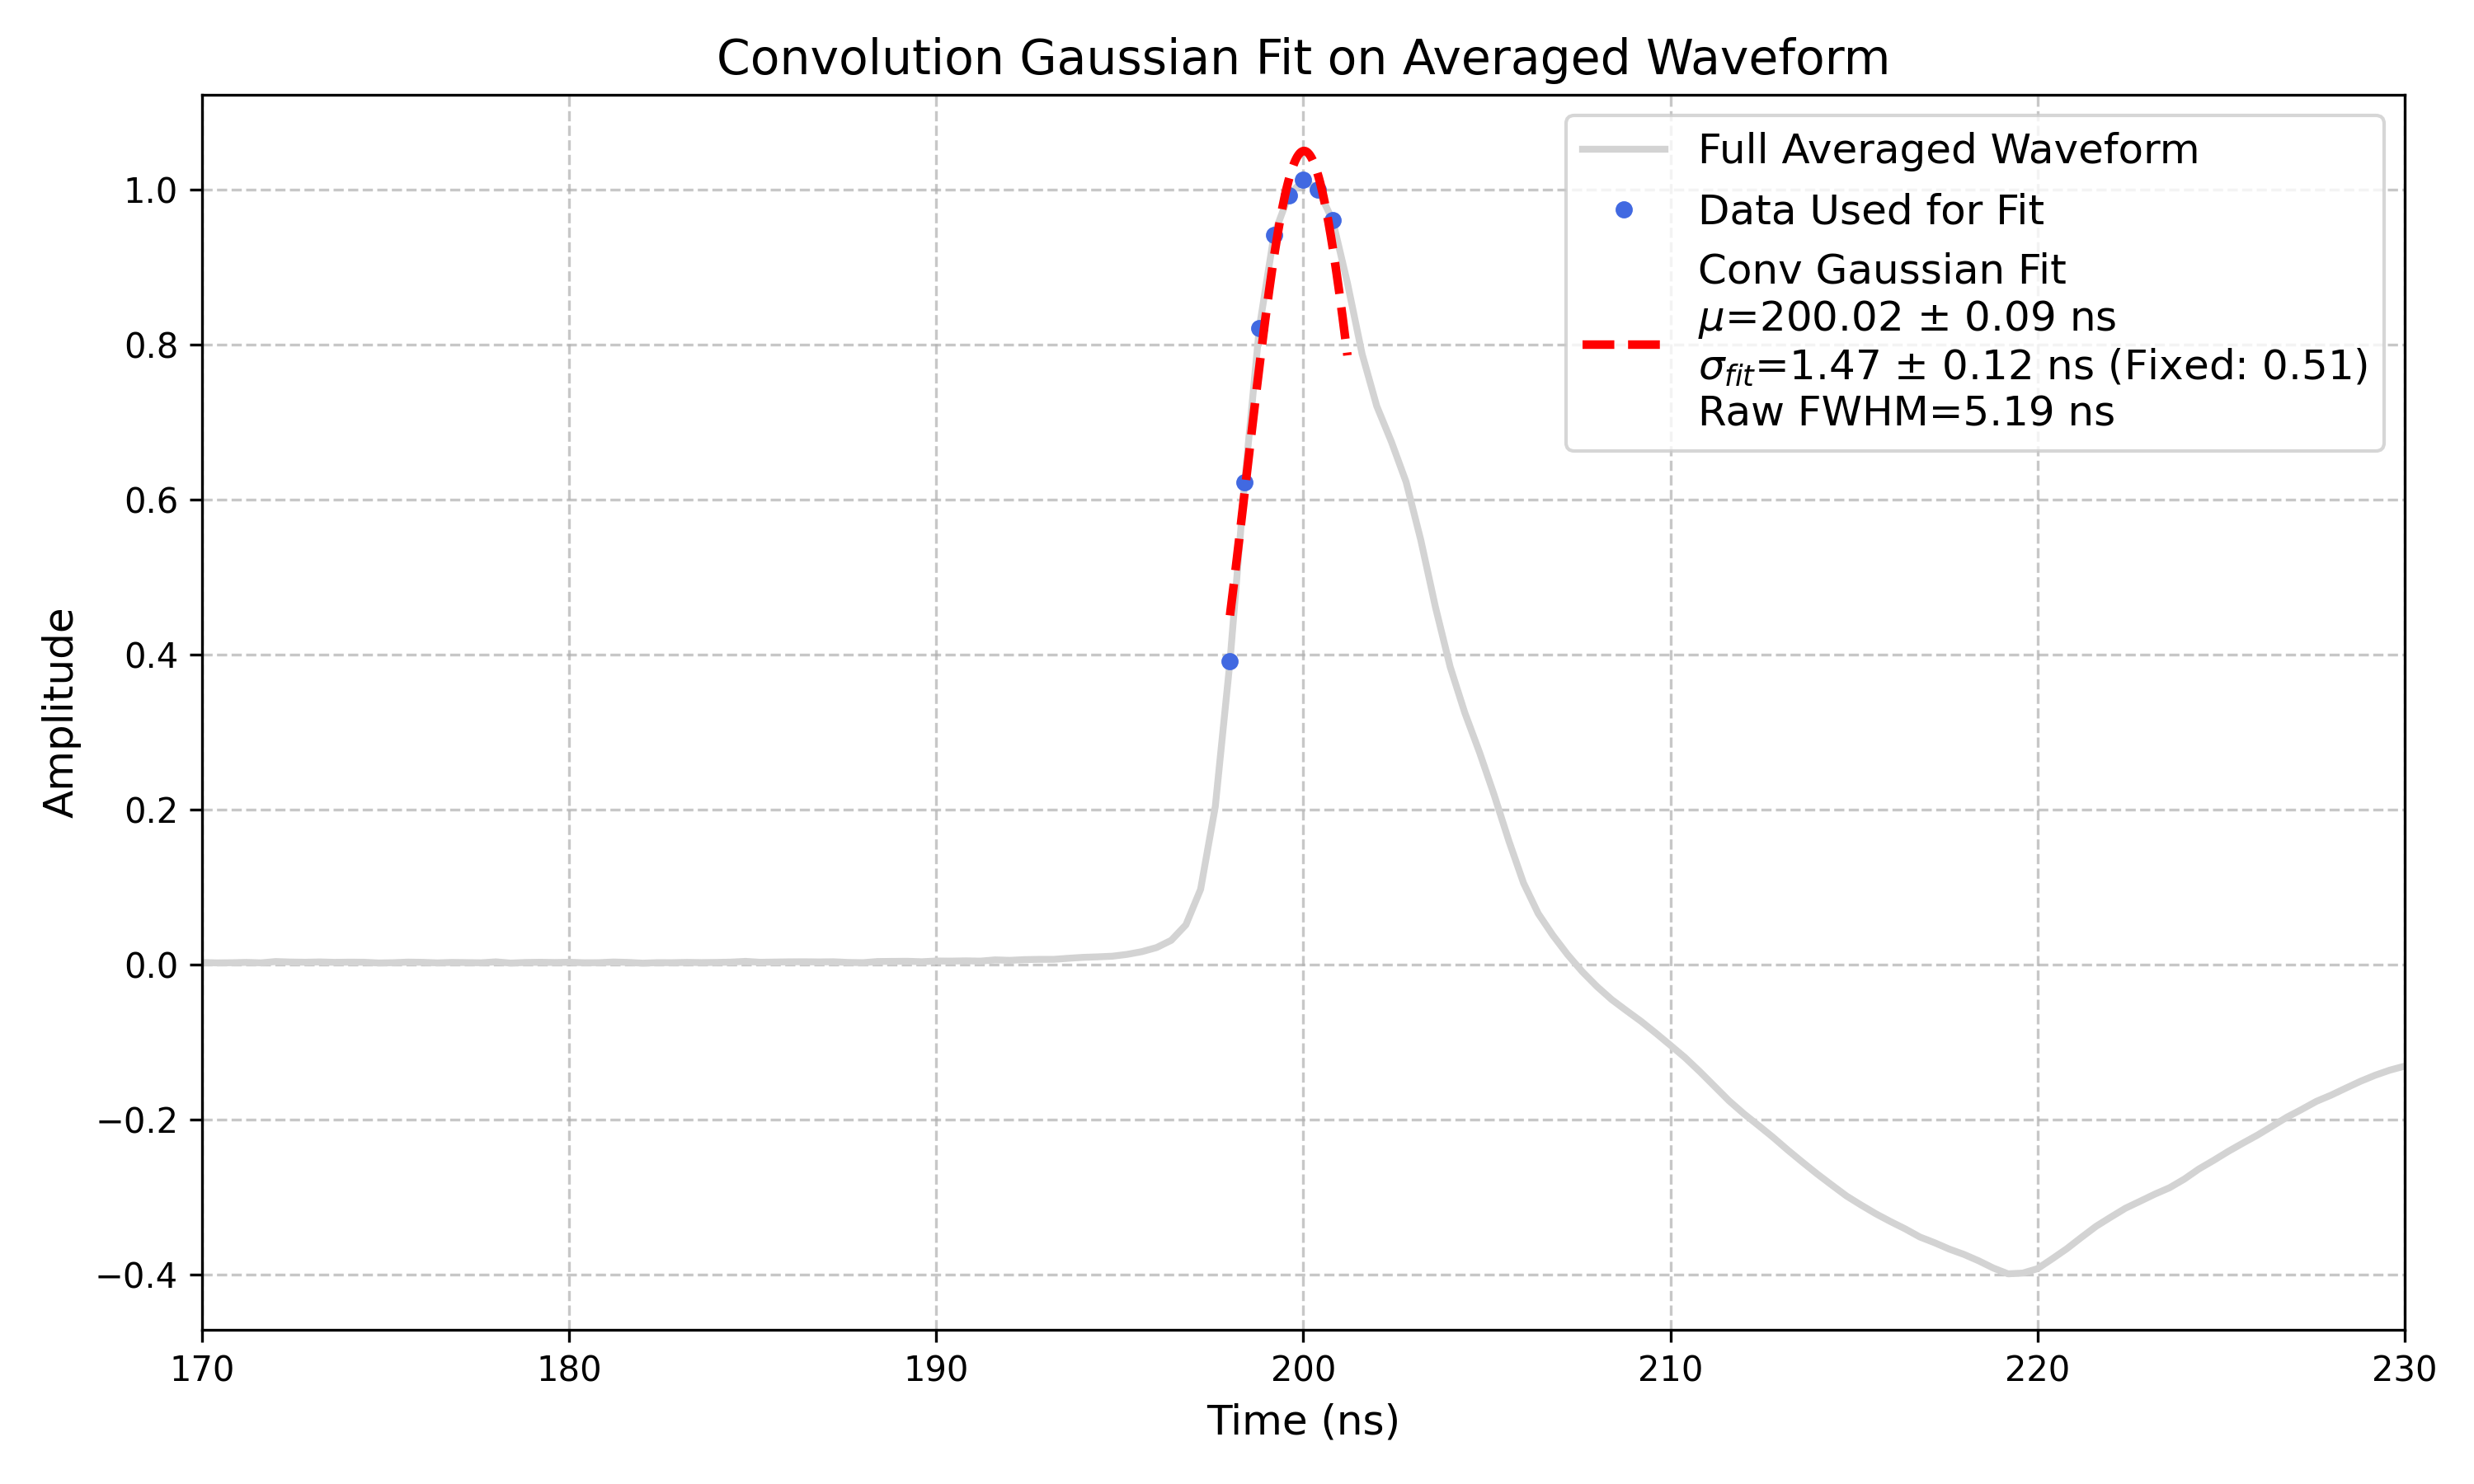 Convolution Gaussian Fit on Averaged Waveform
Full Averaged Waveform
Data Used for Fit
Conv Gaussian Fit
μ=200.02 ± 0.09 ns
σfit=1.47 ± 0.12 ns (Fixed: 0.51)
Raw FWHM=5.19 ns
Amplitude
1.0
0.8
0.6
0.4
0.2
0.0
−0.2
−0.4
170 180 190 200 210 220 230
Time (ns)